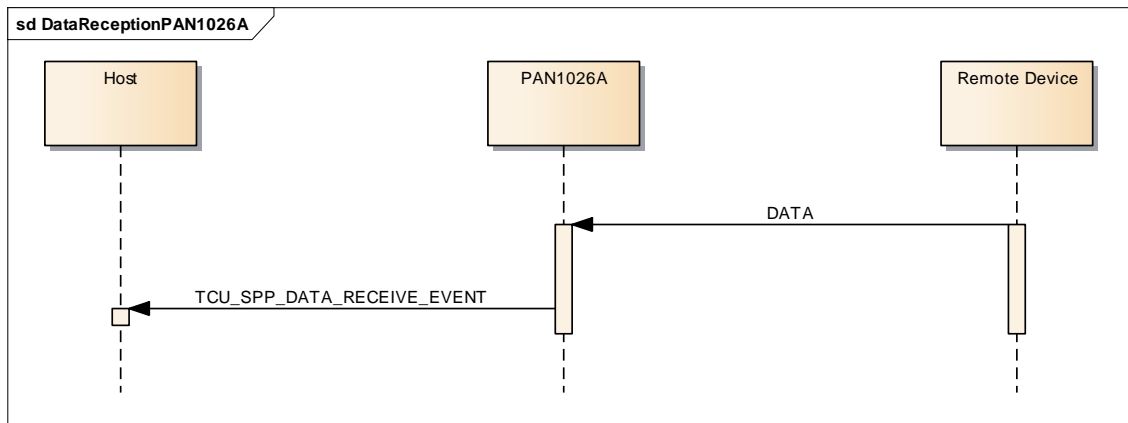 sd DataReceptionPAN1026A
Host
PAN1026A
Remote Device
DATA
TCU_SPP_DATA_RECEIVE_EVENT